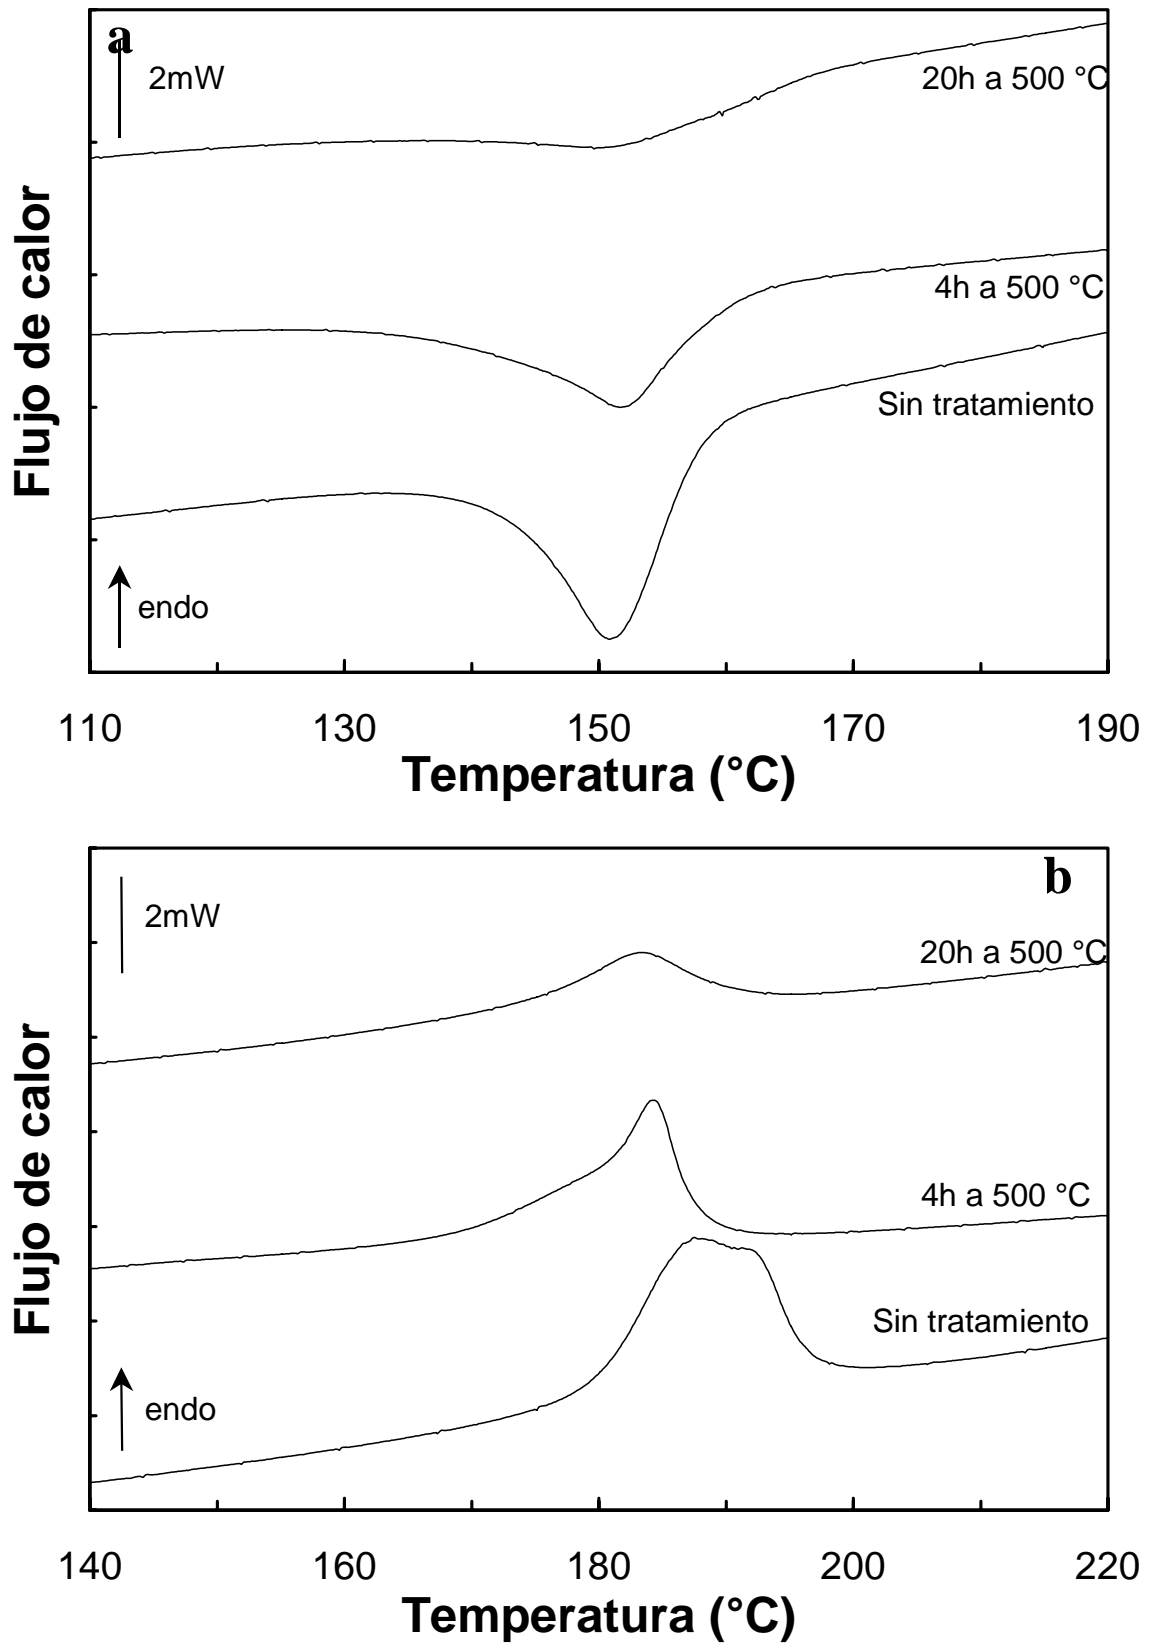 a
2mW
20h a 500 °C
4h a 500 °C
Sin tratamiento
endo
Flujo de calor
110 130 150 170 190
Temperatura (°C)
b
2mW
20h a 500 °C
4h a 500 °C
Sin tratamiento
endo
Flujo de calor
140 160 180 200 220
Temperatura (°C)